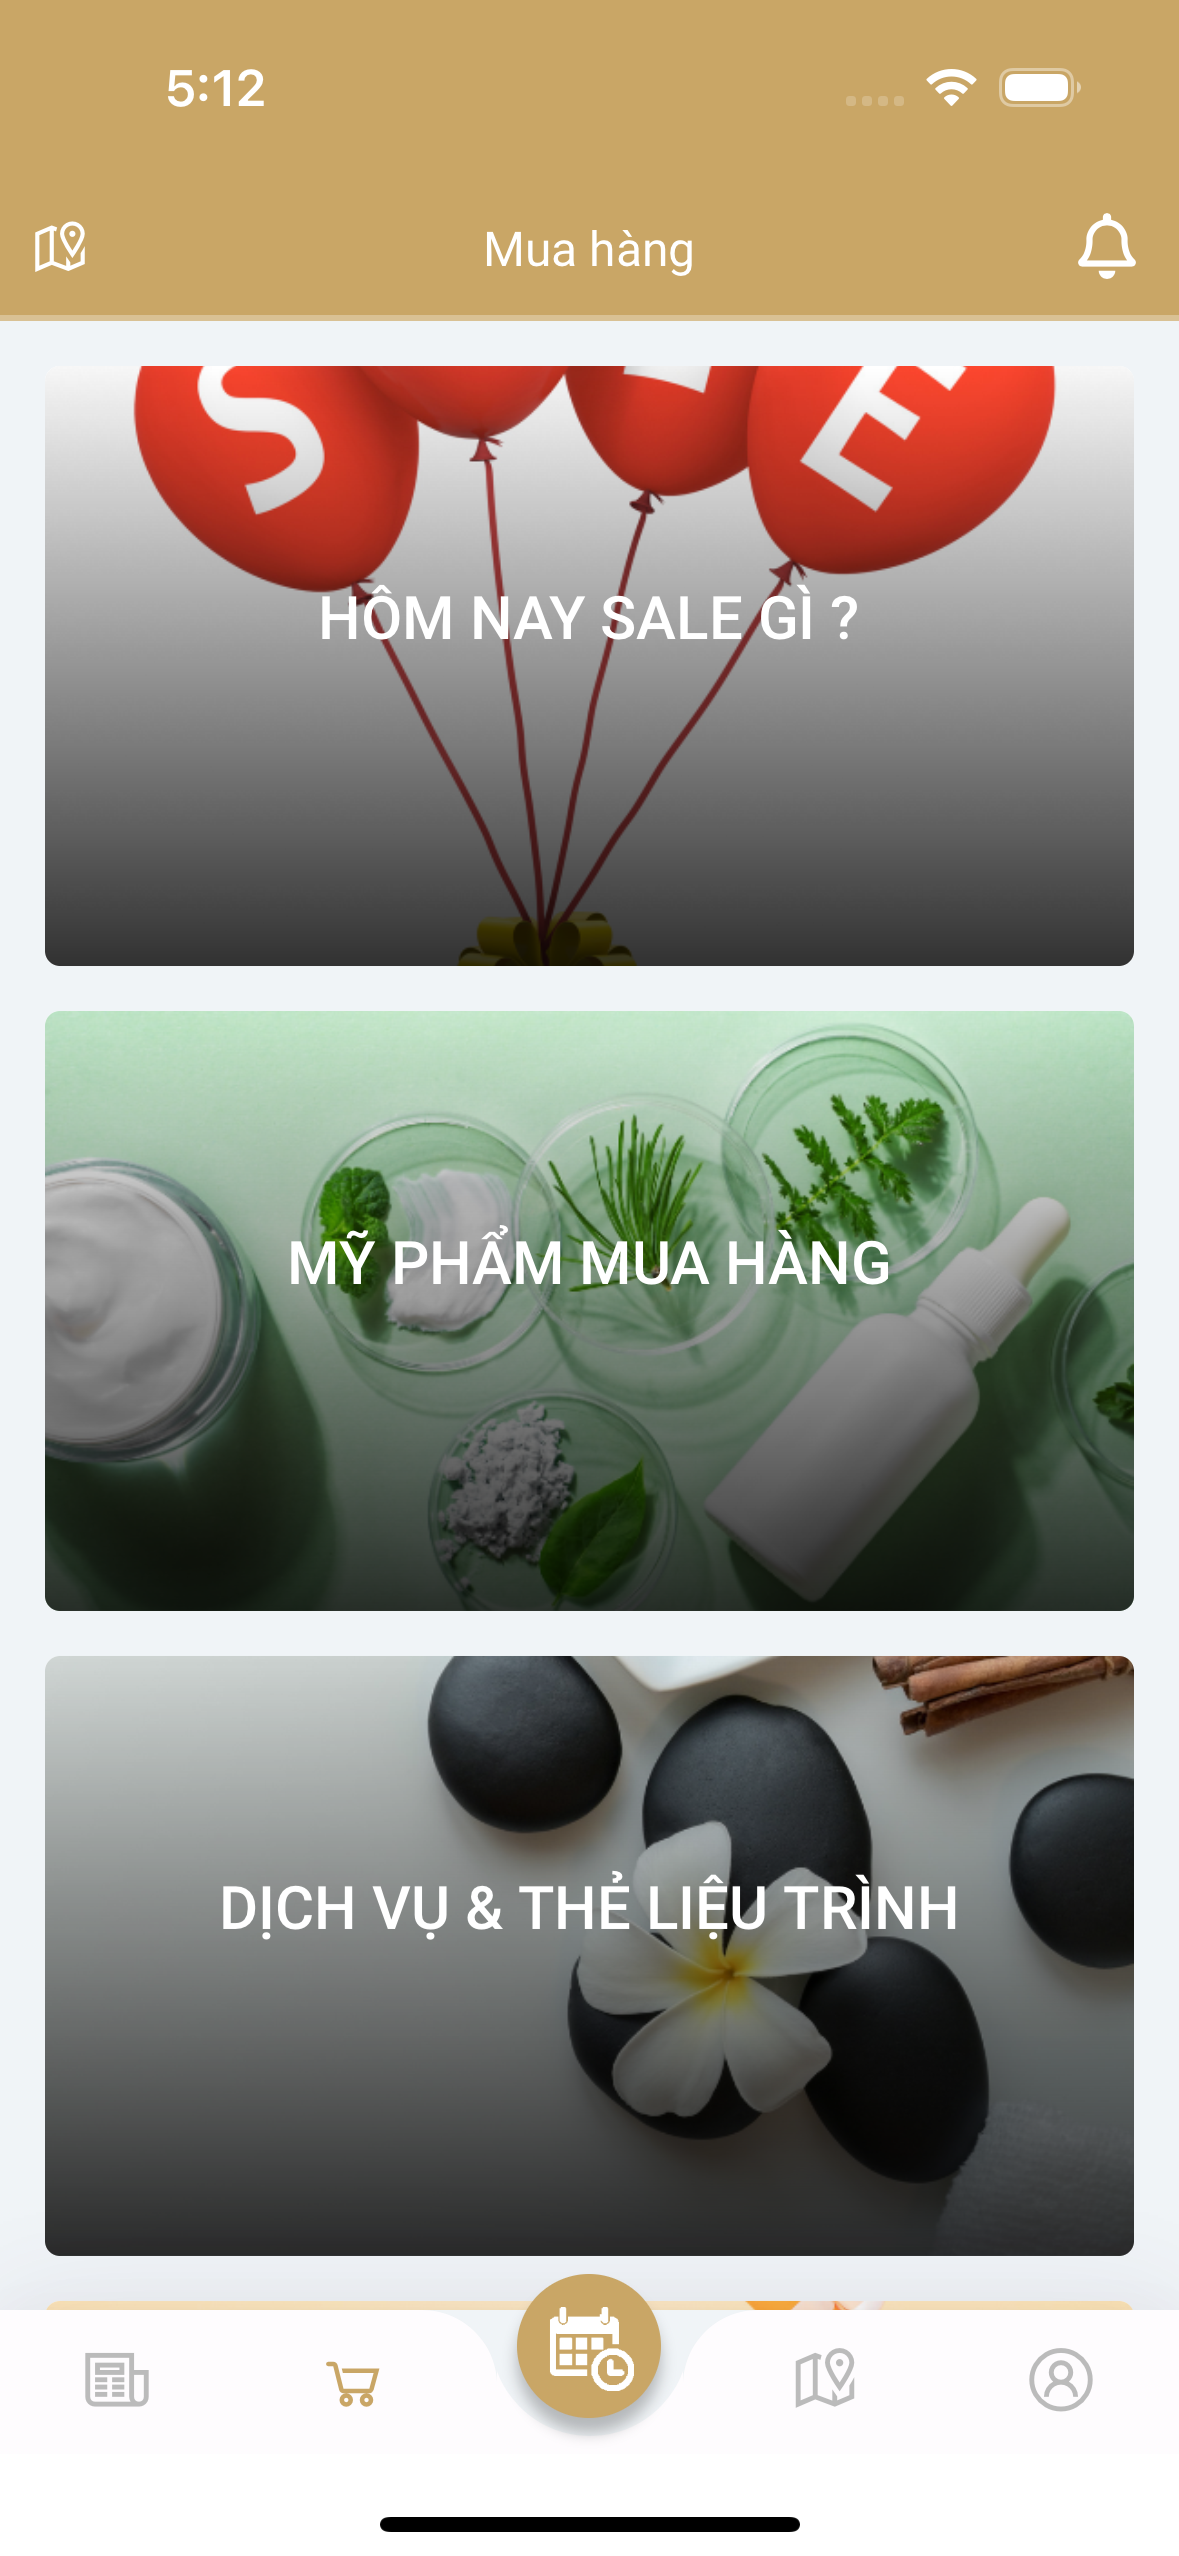 5:12
Mua hàng
S L E
HÔM NAY SALE GÌ ?
MỸ PHẨM MUA HÀNG
DỊCH VỤ & THẺ LIỆU TRÌNH